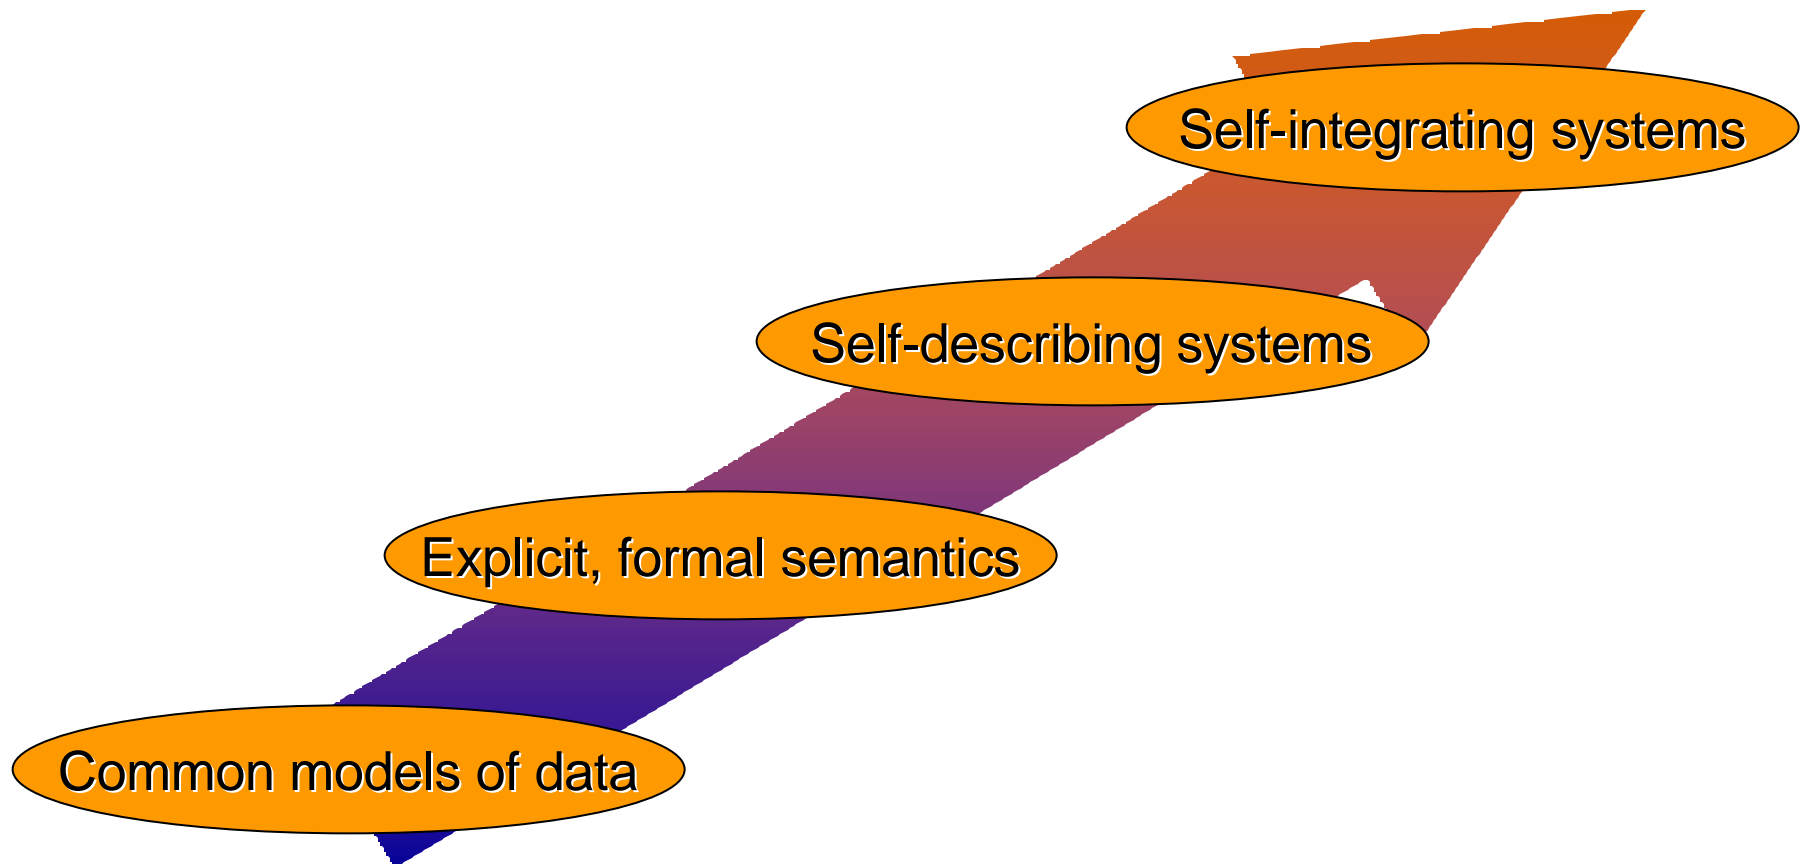 Self-integrating systems
Self-describing systems
Explicit, formal semantics
Common models of data